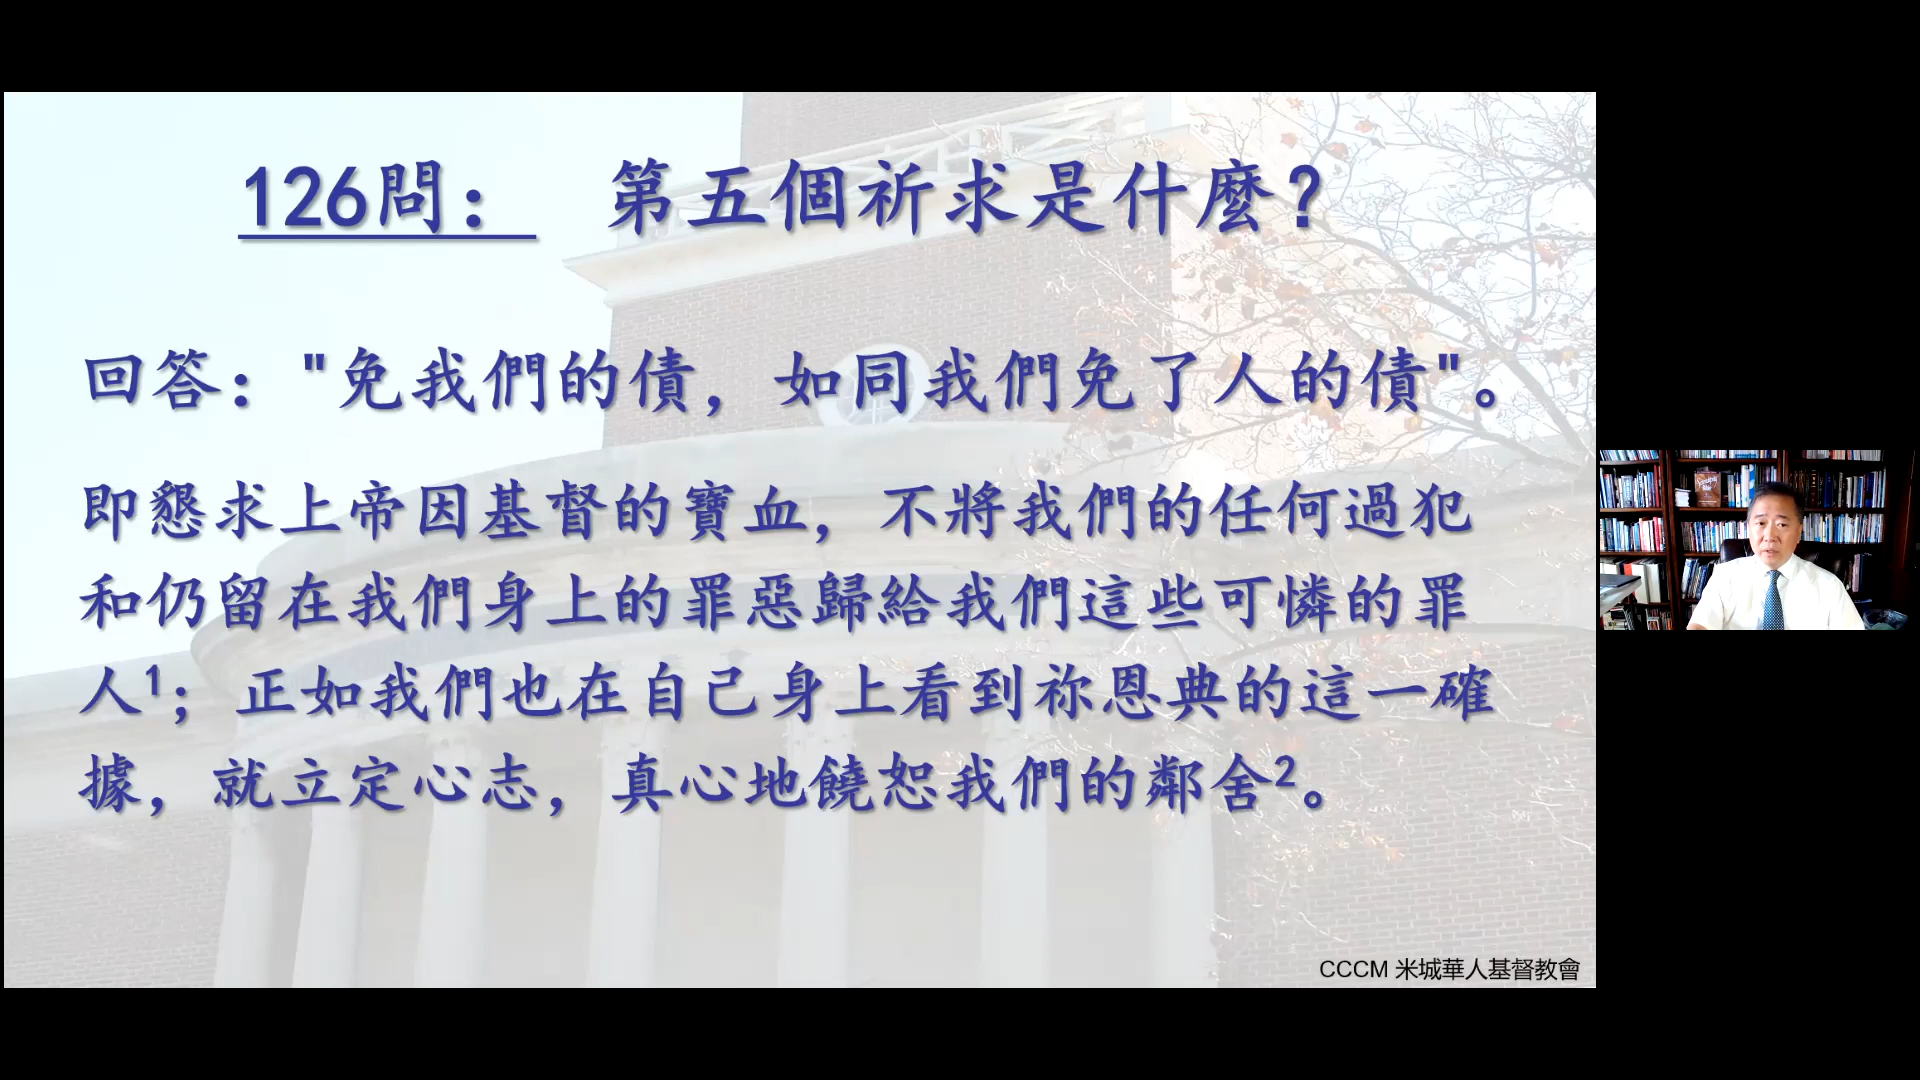 126問： 第五個祈求是什麼?
回答："免我們的債，如同我們免了人的債"。
即懇求上帝因基督的寶血，不將我們的任何過犯
和仍留在我們身上的罪惡歸給我們這些可憐的罪
人¹；正如我們也在自己身上看到祢恩典的這一確
據，就立定心志，真心地饒恕我們的鄰舍²。
CCCM 米城華人基督教會